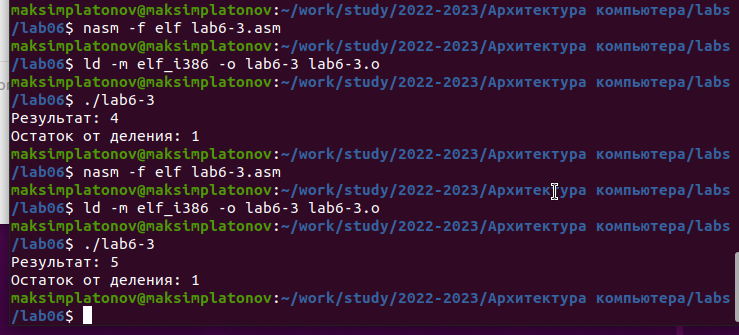 maksimplatonov@maksimplatonov:~/work/study/2022-2023/Архитектура компьютера/labs
/lab06$ nasm -f elf lab6-3.asm
maksimplatonov@maksimplatonov:~/work/study/2022-2023/Архитектура компьютера/labs
/lab06$ ld -m elf_i386 -o lab6-3 lab6-3.o
maksimplatonov@maksimplatonov:~/work/study/2022-2023/Архитектура компьютера/labs
/lab06$ ./lab6-3
Результат: 4
Остаток от деления: 1
maksimplatonov@maksimplatonov:~/work/study/2022-2023/Архитектура компьютера/labs
/lab06$ nasm -f elf lab6-3.asm
maksimplatonov@maksimplatonov:~/work/study/2022-2023/Архитектура компьютера/labs
/lab06$ ld -m elf_i386 -o lab6-3 lab6-3.o
maksimplatonov@maksimplatonov:~/work/study/2022-2023/Архитектура компьютера/labs
/lab06$ ./lab6-3
Результат: 5
Остаток от деления: 1
maksimplatonov@maksimplatonov:~/work/study/2022-2023/Архитектура компьютера/labs
/lab06$